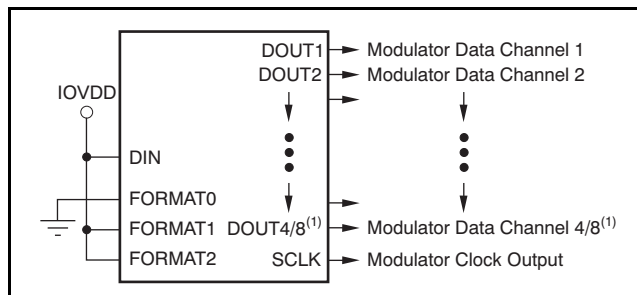 DOUT1 Modulator Data Channel 1
DOUT2 Modulator Data Channel 2
IOVDD
DIN
FORMAT0
FORMAT1 DOUT4/8(1) Modulator Data Channel 4/8(1)
FORMAT2 SCLK Modulator Clock Output